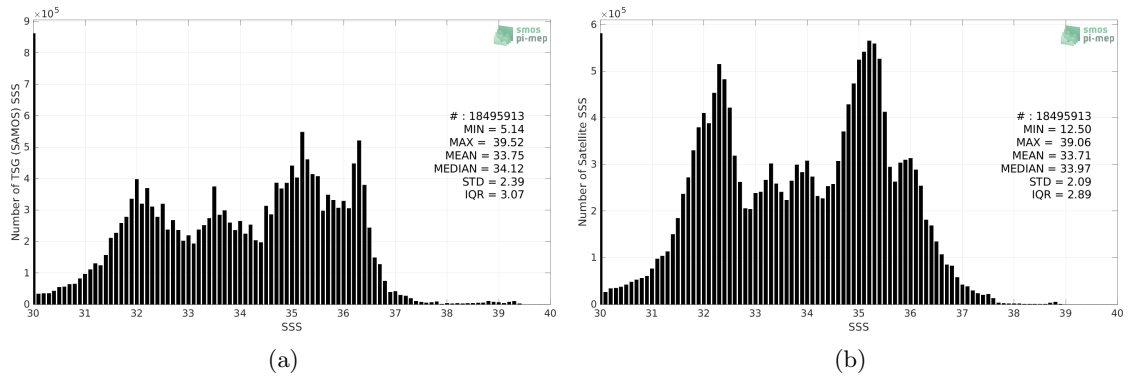 ×10^5
9
8
7
6
5
4
3
2
1
0
Number of TSG (SAMOS) SSS
smos
pi-mep
# : 18495913
MIN = 5.14
MAX = 39.52
MEAN = 33.75
MEDIAN = 34.12
STD = 2.39
IQR = 3.07
30 31 32 33 34 35 36 37 38 39 40
SSS
(a)
×10^5
6
5
4
3
2
1
0
Number of Satellite SSS
smos
pi-mep
# : 18495913
MIN = 12.50
MAX = 39.06
MEAN = 33.71
MEDIAN = 33.97
STD = 2.09
IQR = 2.89
30 31 32 33 34 35 36 37 38 39 40
SSS
(b)